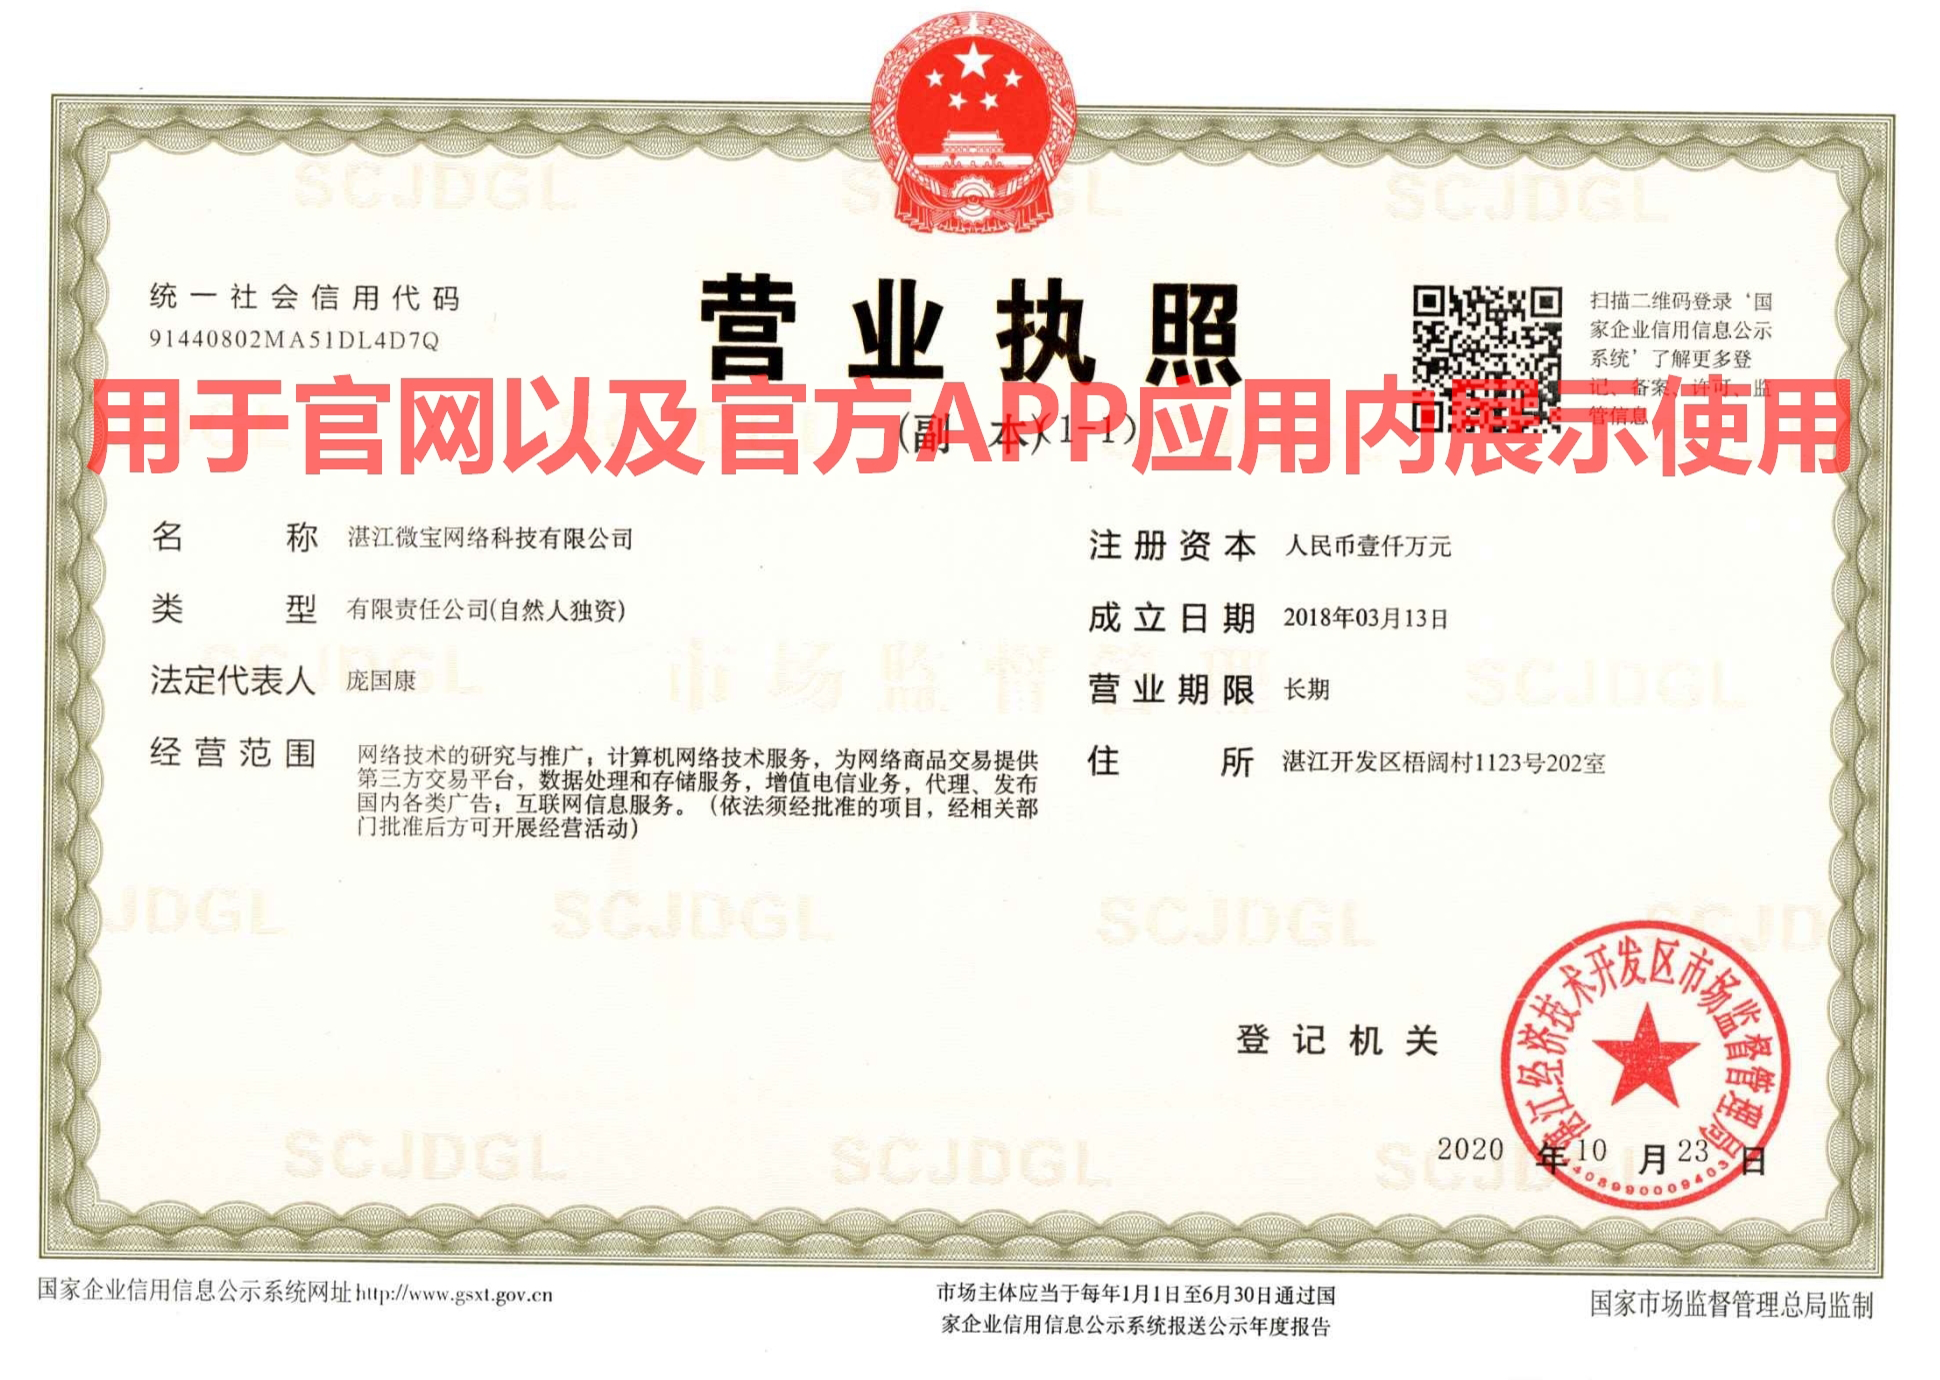 统一社会信用代码
91440802MA51DL4D7Q
营业执照
(副 本)(1-1)
扫描二维码登录‘国
家企业信用信息公示
系统’了解更多登
记、备案、许可、监
管信息
用于官网以及官方APP应用内展示使用
名称 湛江微宝网络科技有限公司
类型 有限责任公司(自然人独资)
法定代表人 庞国康
经营范围 网络技术的研究与推广；计算机网络技术服务，为网络商品交易提供
第三方交易平台，数据处理和存储服务，增值电信业务，代理、发布
国内各类广告；互联网信息服务。（依法须经批准的项目，经相关部
门批准后方可开展经营活动）
注册资本 人民币壹仟万元
成立日期 2018年03月13日
营业期限 长期
住所 湛江开发区梧阔村1123号202室
SCJDGL
市场监督管理
登记机关
湛江经济技术开发区市场监督管理局
2020 年 10 月 23 日
国家企业信用信息公示系统网址http://www.gsxt.gov.cn
市场主体应当于每年1月1日至6月30日通过国
家企业信用信息公示系统报送公示年度报告
国家市场监督管理总局监制